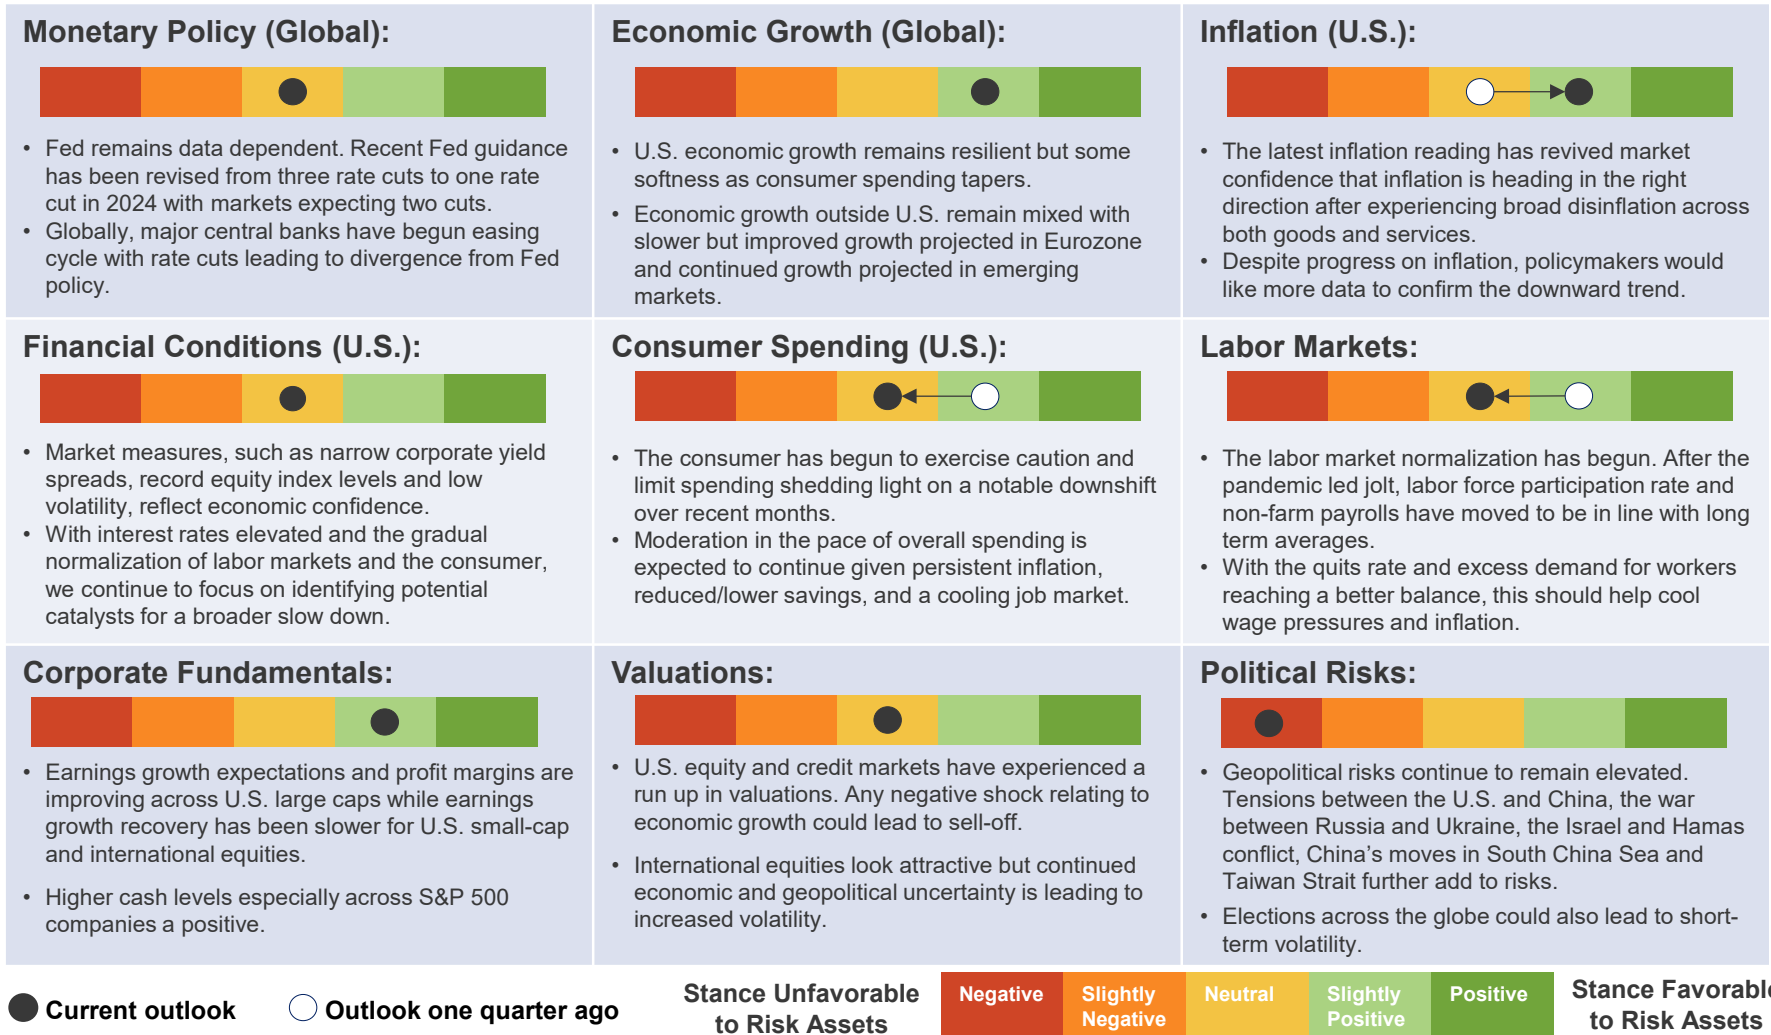 Monetary Policy (Global):
• Fed remains data dependent. Recent Fed guidance
has been revised from three rate cuts to one rate
cut in 2024 with markets expecting two cuts.
• Globally, major central banks have begun easing
cycle with rate cuts leading to divergence from Fed
policy.
Economic Growth (Global):
• U.S. economic growth remains resilient but some
softness as consumer spending tapers.
• Economic growth outside U.S. remain mixed with
slower but improved growth projected in Eurozone
and continued growth projected in emerging
markets.
Inflation (U.S.):
• The latest inflation reading has revived market
confidence that inflation is heading in the right
direction after experiencing broad disinflation across
both goods and services.
• Despite progress on inflation, policymakers would
like more data to confirm the downward trend.
Financial Conditions (U.S.):
• Market measures, such as narrow corporate yield
spreads, record equity index levels and low
volatility, reflect economic confidence.
• With interest rates elevated and the gradual
normalization of labor markets and the consumer,
we continue to focus on identifying potential
catalysts for a broader slow down.
Consumer Spending (U.S.):
• The consumer has begun to exercise caution and
limit spending shedding light on a notable downshift
over recent months.
• Moderation in the pace of overall spending is
expected to continue given persistent inflation,
reduced/lower savings, and a cooling job market.
Labor Markets:
• The labor market normalization has begun. After the
pandemic led jolt, labor force participation rate and
non-farm payrolls have moved to be in line with long
term averages.
• With the quits rate and excess demand for workers
reaching a better balance, this should help cool
wage pressures and inflation.
Corporate Fundamentals:
• Earnings growth expectations and profit margins are
improving across U.S. large caps while earnings
growth recovery has been slower for U.S. small-cap
and international equities.
• Higher cash levels especially across S&P 500
companies a positive.
Valuations:
• U.S. equity and credit markets have experienced a
run up in valuations. Any negative shock relating to
economic growth could lead to sell-off.
• International equities look attractive but continued
economic and geopolitical uncertainty is leading to
increased volatility.
Political Risks:
• Geopolitical risks continue to remain elevated.
Tensions between the U.S. and China, the war
between Russia and Ukraine, the Israel and Hamas
conflict, China's moves in South China Sea and
Taiwan Strait further add to risks.
• Elections across the globe could also lead to short-
term volatility.
Current outlook
Outlook one quarter ago
Stance Unfavorable
to Risk Assets
Negative
Slightly
Negative
Neutral
Slightly
Positive
Positive
Stance Favorable
to Risk Assets